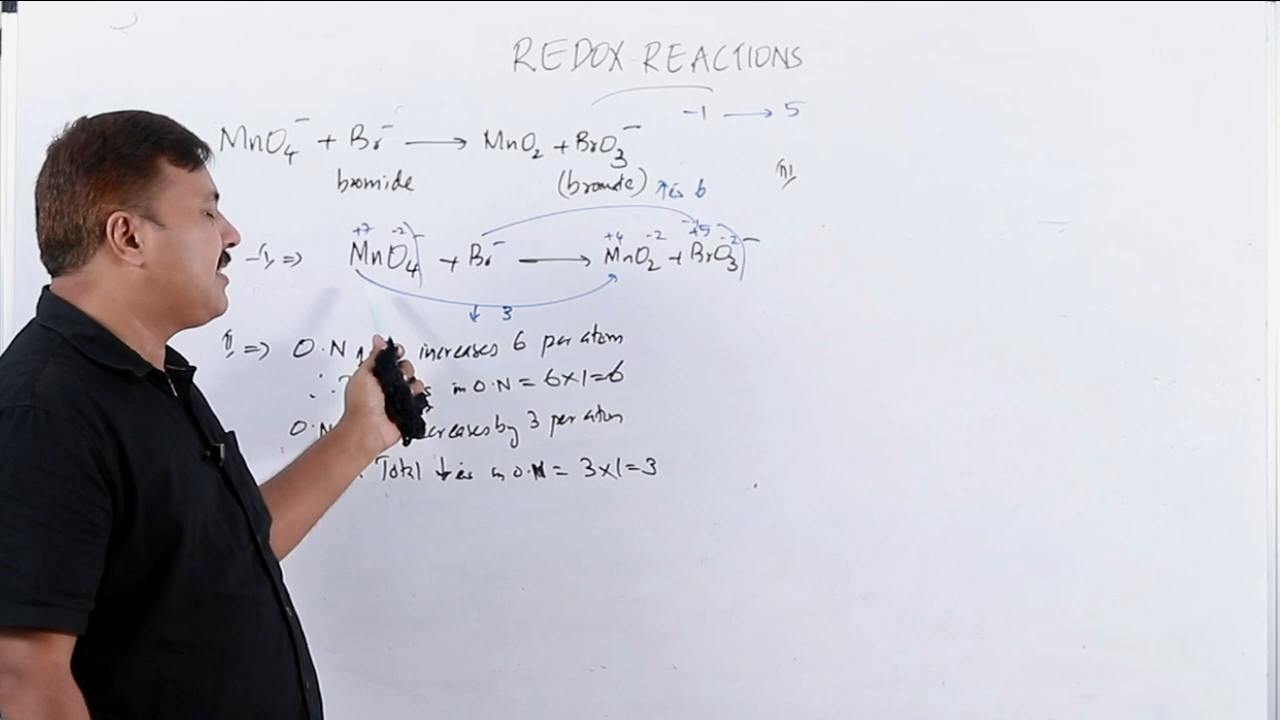 REDOX REACTIONS
-1 → 5
MnO₄⁻ + Br⁻ → MnO₂ + BrO₃⁻
bromide (bromate) ↑es 6
+7 -2 +4 -2 +5 -2
⇒ MnO₄⁻ + Br⁻ → MnO₂ + BrO₃⁻
↓ 3
⇒ O.N increases 6 per atom
∴ in O.N = 6×1=6
O.N by 3 per atom
Total ↓es in O.N = 3×1=3